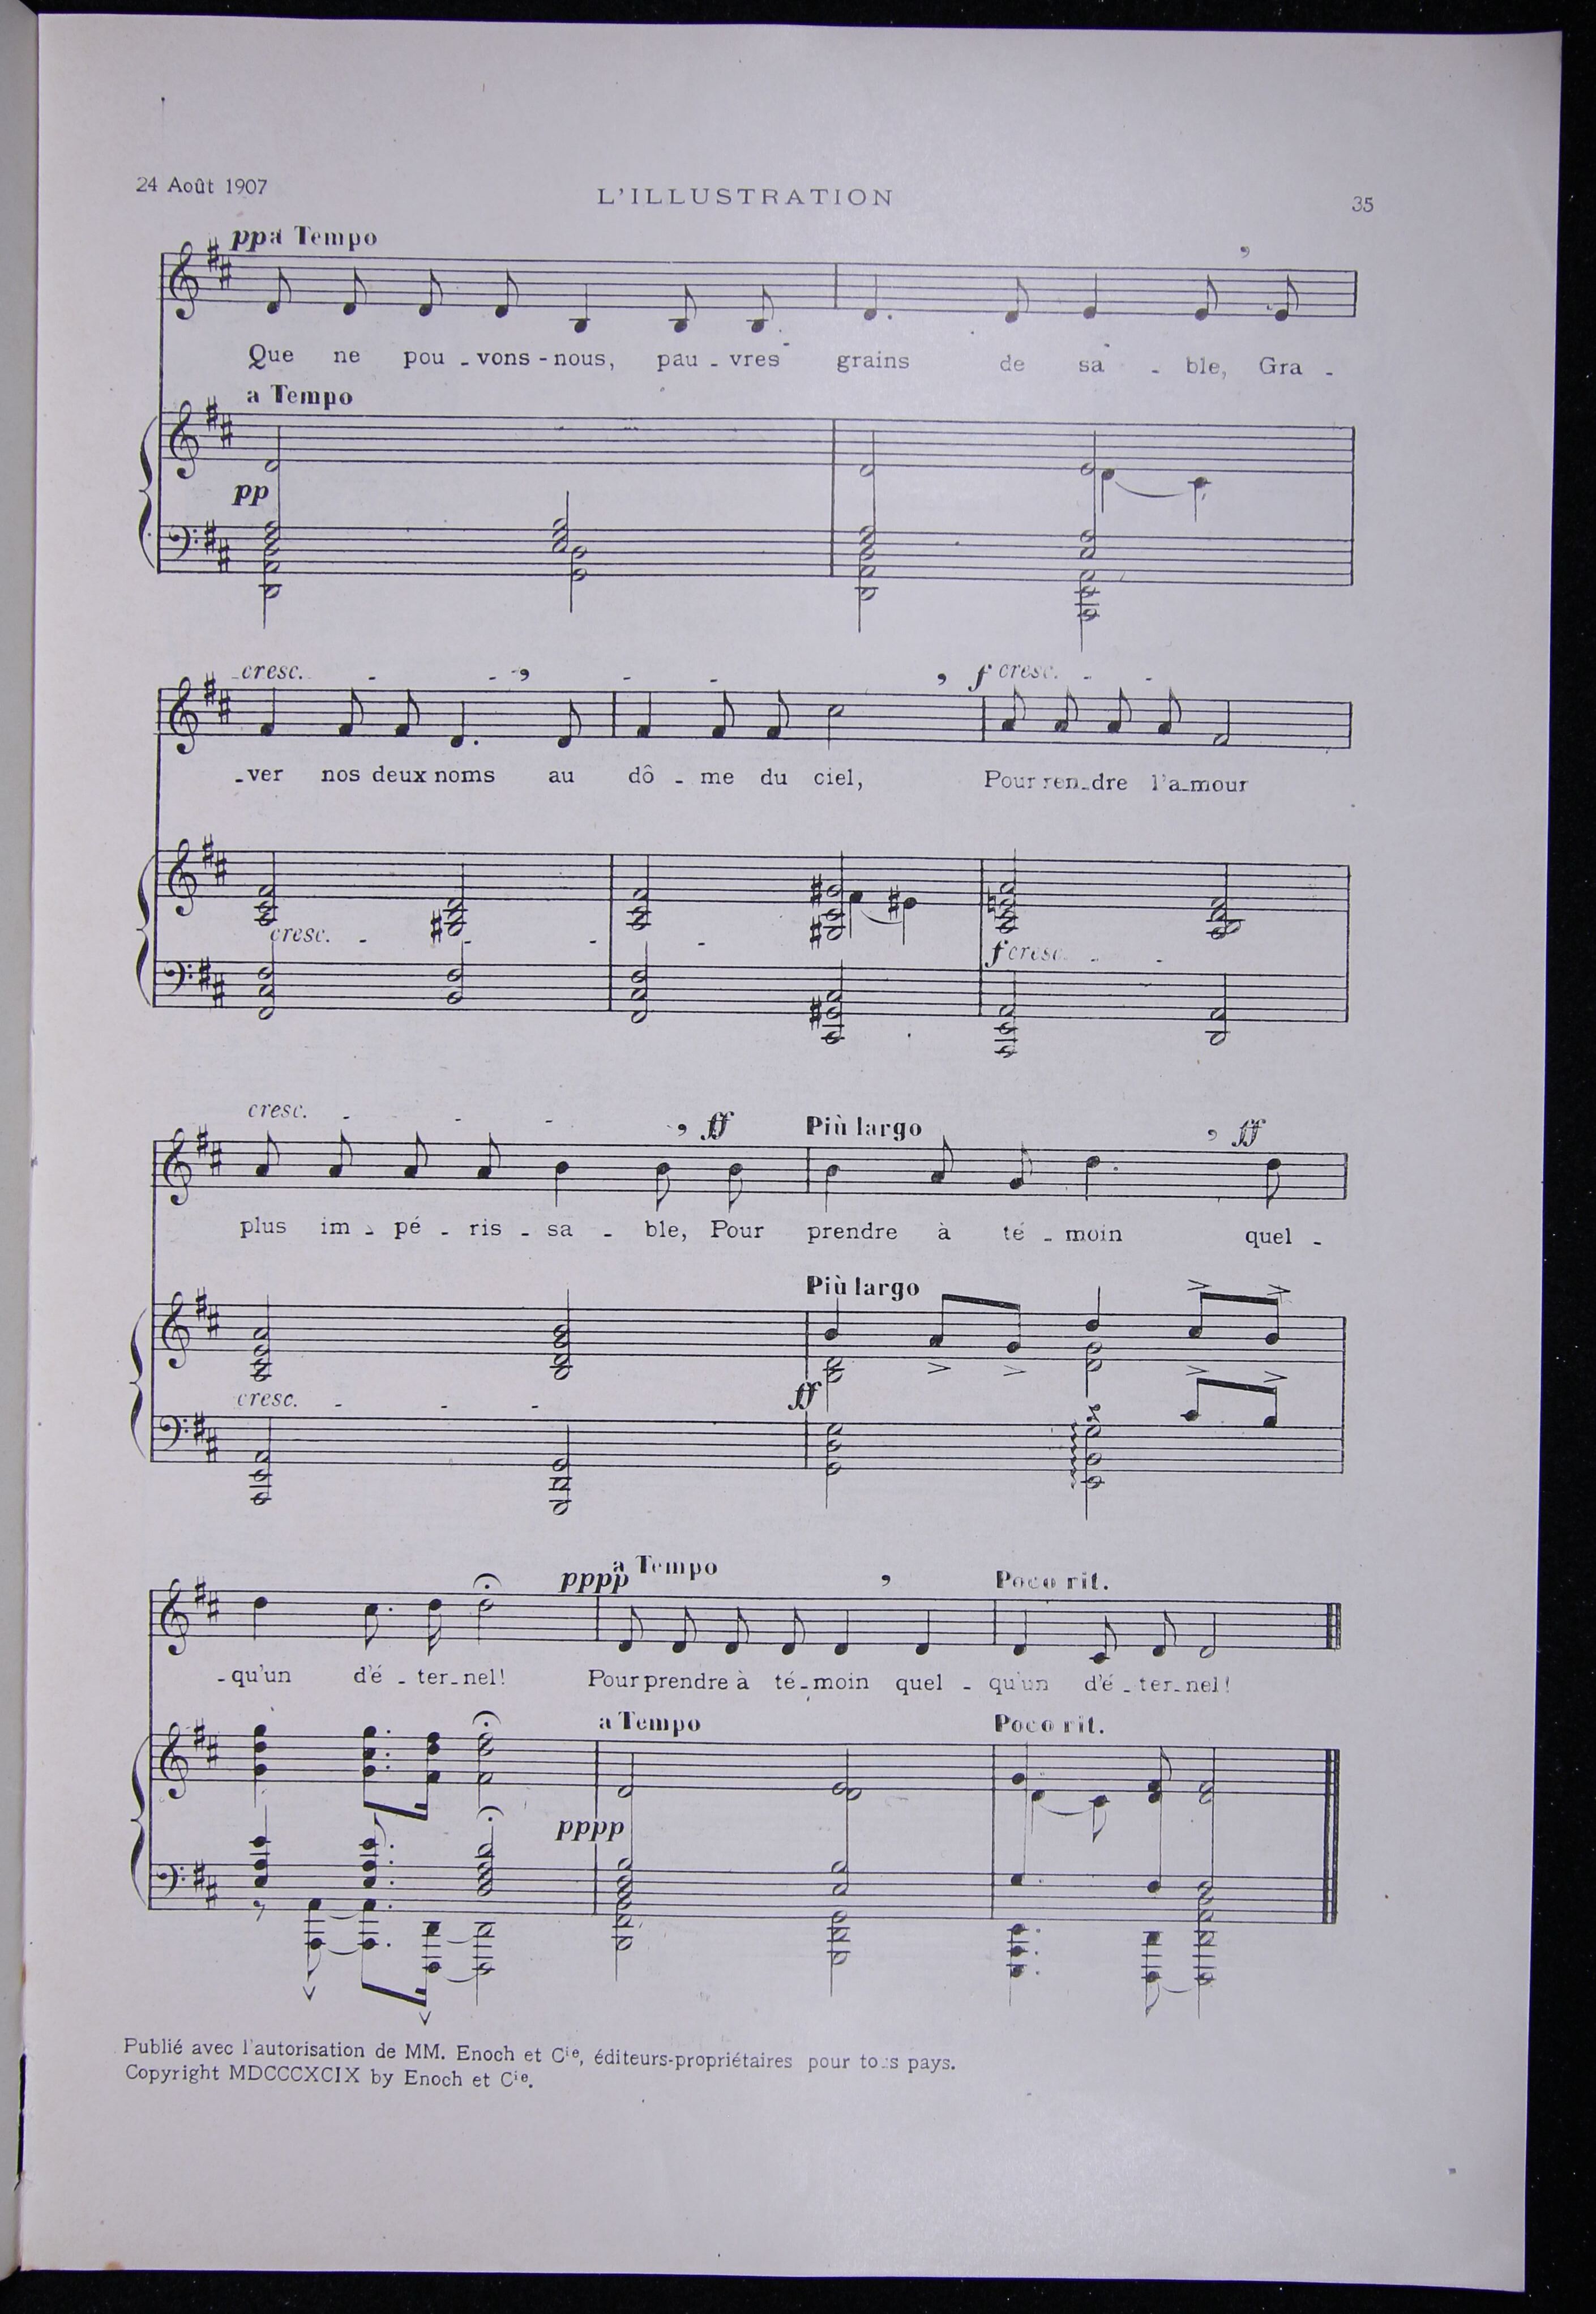 24 Août 1907
L'ILLUSTRATION
35
pp a Tempo
Que ne pou - vons - nous, pau - vres grains de sa - ble, Gra -
a Tempo
pp
cresc. f cresc.
-ver nos deux noms au dô - me du ciel, Pour ren-dre l'a-mour
cresc. f cresc.
cresc. ff Più largo ff
plus im - pé - ris - sa - ble, Pour prendre à té - moin quel -
Più largo
cresc. ff
pppp a Tempo Poco rit.
-qu'un d'é - ter-nel! Pour prendre à té-moin quel - qu'un d'é - ter-nel!
a Tempo Poco rit.
pppp
Publié avec l'autorisation de MM. Enoch et Cie, éditeurs-propriétaires pour tous pays.
Copyright MDCCCXCIX by Enoch et Cie.